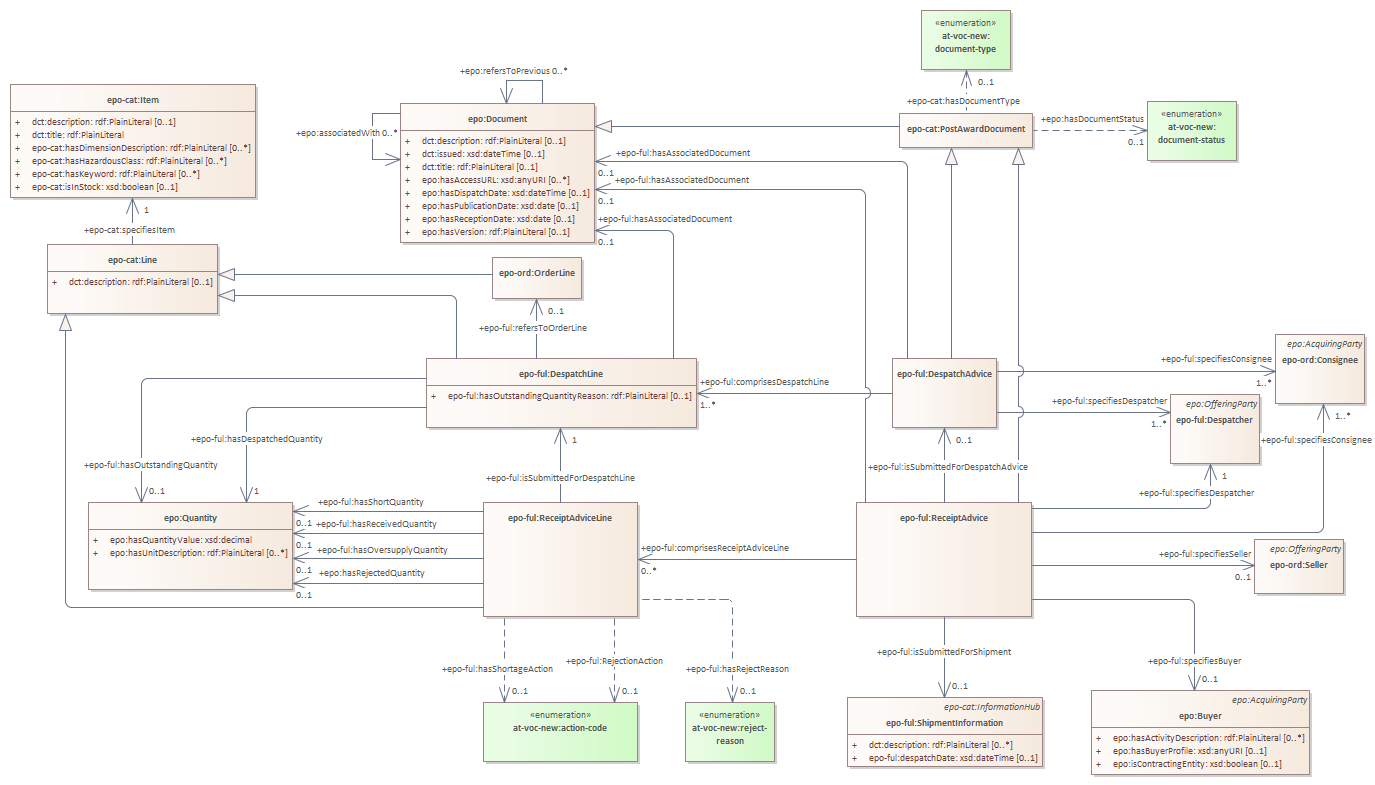 «enumeration»
at-voc-new:
document-type
0..1
+epo-cat:hasDocumentType
+epo:refersToPrevious 0..*
epo-cat:Item
+ dct:description: rdf:PlainLiteral [0..1]
+ dct:title: rdf:PlainLiteral
+ epo-cat:hasDimensionDescription: rdf:PlainLiteral [0..*]
+ epo-cat:hasHazardousClass: rdf:PlainLiteral [0..*]
+ epo-cat:hasKeyword: rdf:PlainLiteral [0..*]
+ epo-cat:isInStock: xsd:boolean [0..1]
+epo:associatedWith 0..*
epo:Document
+ dct:description: rdf:PlainLiteral [0..1]
+ dct:issued: xsd:dateTime [0..1]
+ dct:title: rdf:PlainLiteral [0..1]
+ epo:hasAccessURL: xsd:anyURI [0..*]
+ epo:hasDispatchDate: xsd:dateTime [0..1]
+ epo:hasPublicationDate: xsd:date [0..1]
+ epo:hasReceptionDate: xsd:date [0..1]
+ epo:hasVersion: rdf:PlainLiteral [0..1]
epo-cat:PostAwardDocument
+epo:hasDocumentStatus
0..1
«enumeration»
at-voc-new:
document-status
+epo-ful:hasAssociatedDocument
0..1
+epo-ful:hasAssociatedDocument
0..1
+epo-ful:hasAssociatedDocument
0..1
1
+epo-cat:specifiesItem
epo-cat:Line
+ dct:description: rdf:PlainLiteral [0..1]
epo-ord:OrderLine
0..1
+epo-ful:refersToOrderLine
epo-ful:DespatchLine
+ epo-ful:hasOutstandingQuantityReason: rdf:PlainLiteral [0..1]
+epo-ful:comprisesDespatchLine
1..*
epo-ful:DespatchAdvice
+epo-ful:specifiesConsignee
1..*
epo:AcquiringParty
epo-ord:Consignee
+epo-ful:specifiesDespatcher
1..*
epo:OfferingParty
epo-ful:Despatcher
1..*
+epo-ful:specifiesConsignee
+epo-ful:hasDespatchedQuantity
1
+epo-ful:hasOutstandingQuantity
0..1
1
+epo-ful:isSubmittedForDespatchLine
0..1
+epo-ful:isSubmittedForDespatchAdvice
1
+epo-ful:specifiesDespatcher
epo:Quantity
+ epo:hasQuantityValue: xsd:decimal
+ epo:hasUnitDescription: rdf:PlainLiteral [0..*]
+epo-ful:hasShortQuantity
0..1
+epo-ful:hasReceivedQuantity
0..1
+epo-ful:hasOversupplyQuantity
0..1
+epo:hasRejectedQuantity
0..1
epo-ful:ReceiptAdviceLine
+epo-ful:comprisesReceiptAdviceLine
0..*
epo-ful:ReceiptAdvice
+epo-ful:specifiesSeller
0..1
epo:OfferingParty
epo-ord:Seller
+epo-ful:hasShortageAction
0..1
+epo-ful:RejectionAction
0..1
+epo-ful:hasRejectReason
0..1
«enumeration»
at-voc-new:action-code
«enumeration»
at-voc-new:reject-
reason
+epo-ful:isSubmittedForShipment
0..1
epo-cat:InformationHub
epo-ful:ShipmentInformation
+ dct:description: rdf:PlainLiteral [0..*]
+ epo-ful:despatchDate: xsd:dateTime [0..1]
+epo-ful:specifiesBuyer
0..1
epo:AcquiringParty
epo:Buyer
+ epo:hasActivityDescription: rdf:PlainLiteral [0..*]
+ epo:hasBuyerProfile: xsd:anyURI [0..1]
+ epo:isContractingEntity: xsd:boolean [0..1]